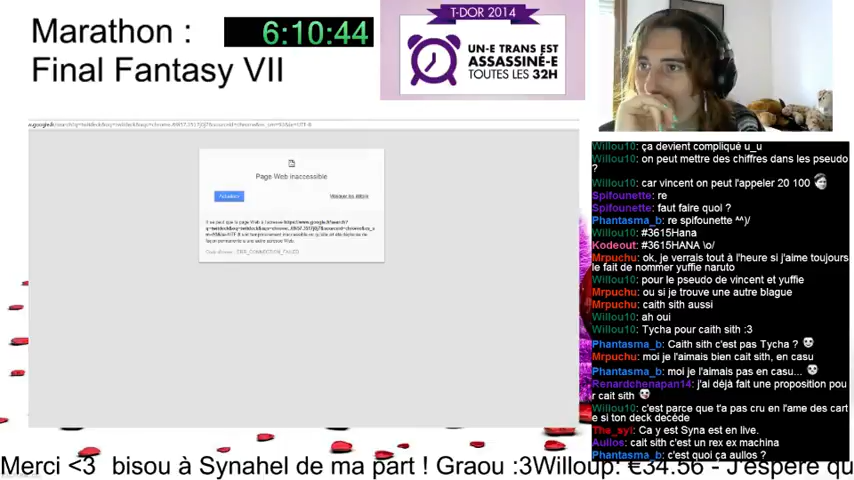 Marathon :
Final Fantasy VII
6:10:44
T-DOR 2014
UN-E TRANS EST
ASSASSINÉ-E
TOUTES LES 32H
Page Web inaccessible
Willou10: ça devient compliqué u_u
Willou10: on peut mettre des chiffres dans les pseudo
?
Willou10: car vincent on peut l'appeler 20 100
Spifounette: re
Spifounette: faut faire quoi ?
Phantasma_b: re spifounette ^^)/
Willou10: #3615Hana
Kodeout: #3615HANA \o/
Mrpuchu: ok, je verrais tout à l'heure si j'aime toujours
le fait de nommer yuffie naruto
Willou10: pour le pseudo de vincent et yuffie
Mrpuchu: ou si je trouve une autre blague
Mrpuchu: caith sith aussi
Willou10: ah oui
Willou10: Tycha pour caith sith :3
Phantasma_b: Caith sith c'est pas Tycha ?
Mrpuchu: moi je l'aimais bien cait sith, en casu
Phantasma_b: moi je l'aimais pas en casu...
Renardchenapan14: j'ai déjà fait une proposition pou
r cait sith
Willou10: c'est parce que t'a pas cru en l'ame des cart
e si ton deck decéde
The_syl: Ca y est Syna est en live.
Aullos: cait sith c'est un rex ex machina
Phantasma_b: c'est quoi ça aullos ?
Merci <3 bisou à Synahel de ma part ! Graou :3Willoup: €34.56 - J'espère qu